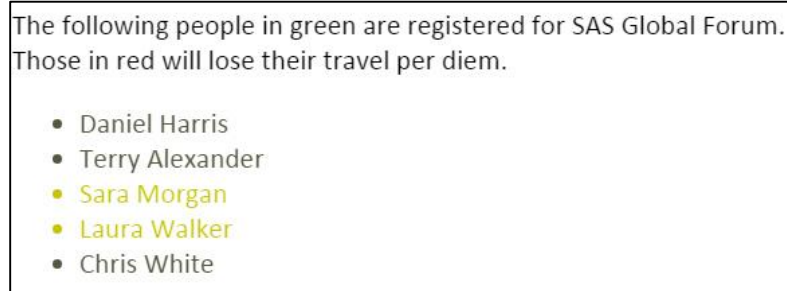 The following people in green are registered for SAS Global Forum.
Those in red will lose their travel per diem.
• Daniel Harris
• Terry Alexander
• Sara Morgan
• Laura Walker
• Chris White